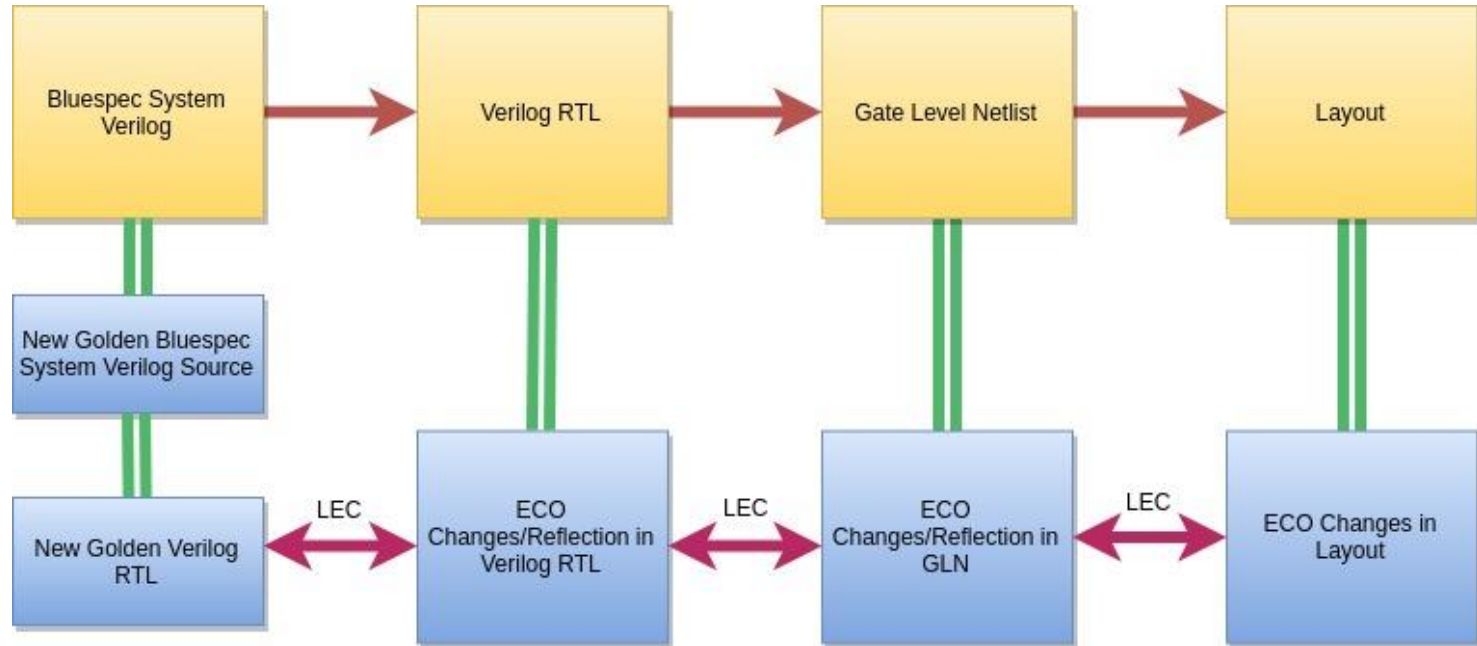 Bluespec System
Verilog
Verilog RTL
Gate Level Netlist
Layout
New Golden Bluespec
System Verilog Source
New Golden Verilog
RTL
LEC
ECO
Changes/Reflection in
Verilog RTL
LEC
ECO
Changes/Reflection in
GLN
LEC
ECO Changes in
Layout